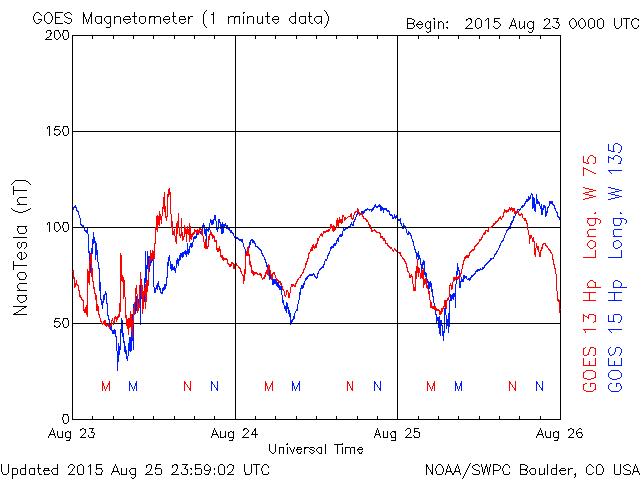 GOES Magnetometer (1 minute data)
Begin: 2015 Aug 23 0000 UTC
200
150
100
50
0
NanoTesla (nT)
M M N N M M N N M M N N
Aug 23 Aug 24 Aug 25 Aug 26
Universal Time
GOES 13 Hp Long. W 75
GOES 15 Hp Long. W 135
Updated 2015 Aug 25 23:59:02 UTC
NOAA/SWPC Boulder, CO USA